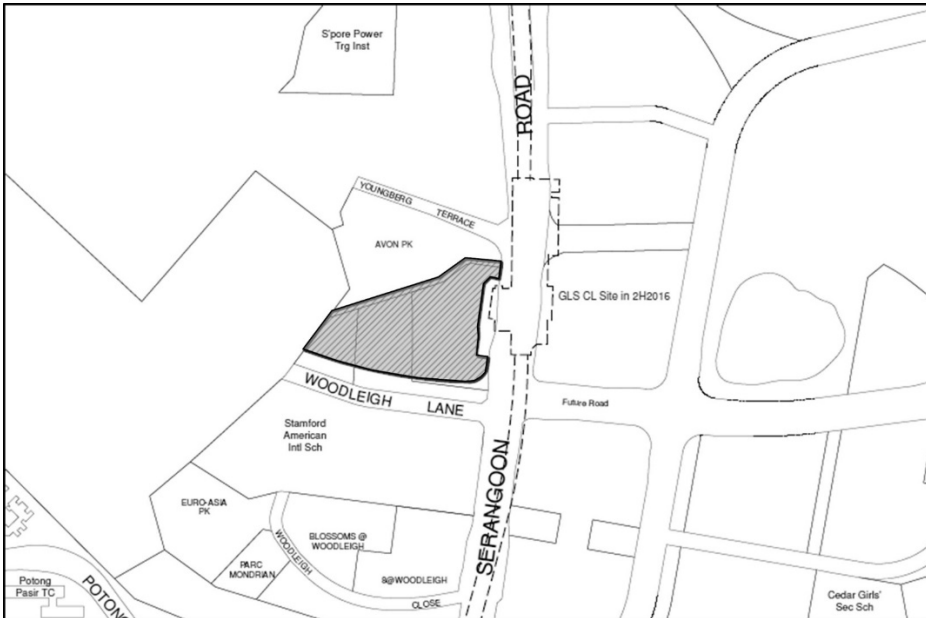 S'pore Power
Trg Inst
ROAD
YOUNGBERG TERRACE
AVON PK
GLS CL Site in 2H2016
WOODLEIGH LANE
Future Road
Stamford
American
Intl Sch
SERANGOON
EURO-ASIA
PK
WOODLEIGH CLOSE
BLOSSOMS @
WOODLEIGH
PARC
MONDRIAN
8@WOODLEIGH
Potong
Pasir TC
POTONG
Cedar Girls'
Sec Sch